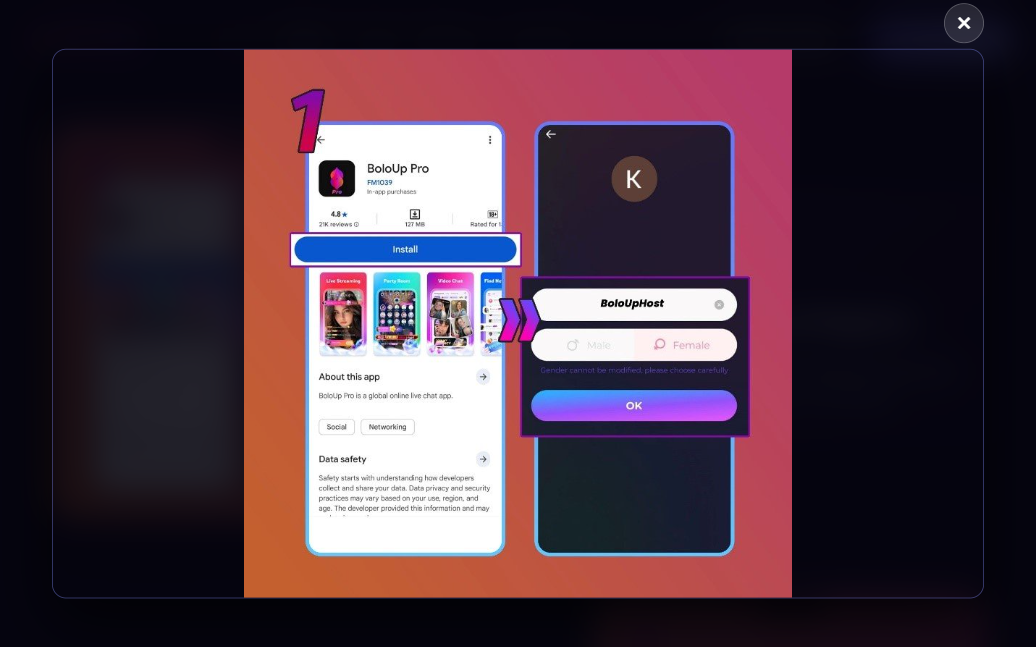 1
BoloUp Pro
FM1039
In-app purchases
4.8★
21K reviews
127 MB
18+
Rated for
Install
Live Streaming
Party Rooms
Video Chat
About this app
BoloUp Pro is a global online live chat app.
Social
Networking
Data safety
Safety starts with understanding how developers
collect and share your data. Data privacy and security
practices may vary based on your use, region, and
age. The developer provided this information and may
K
BoloUpHost
Male
Female
Gender cannot be modified, please choose carefully
OK